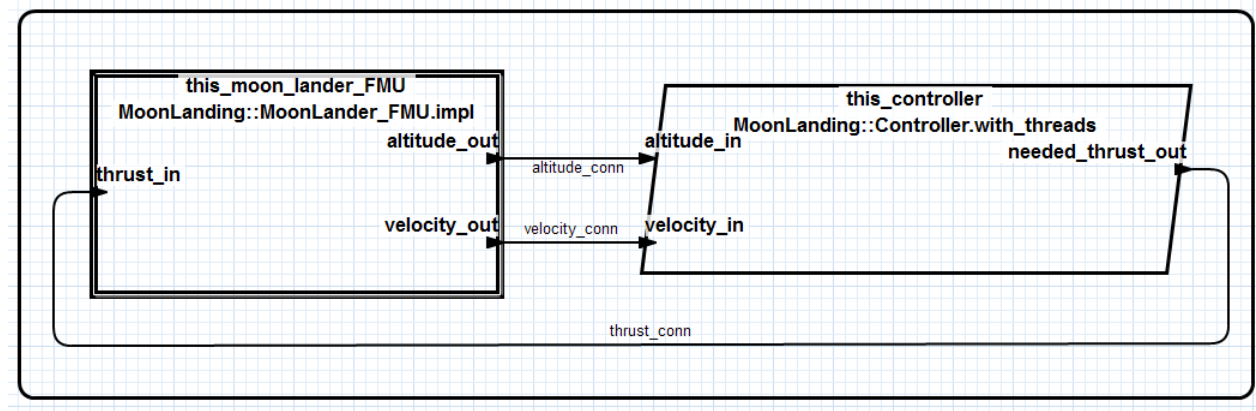 this_moon_lander_FMU
MoonLanding::MoonLander_FMU.impl
altitude_out
thrust_in
velocity_out
altitude_conn
velocity_conn
this_controller
MoonLanding::Controller.with_threads
altitude_in
needed_thrust_out
velocity_in
thrust_conn